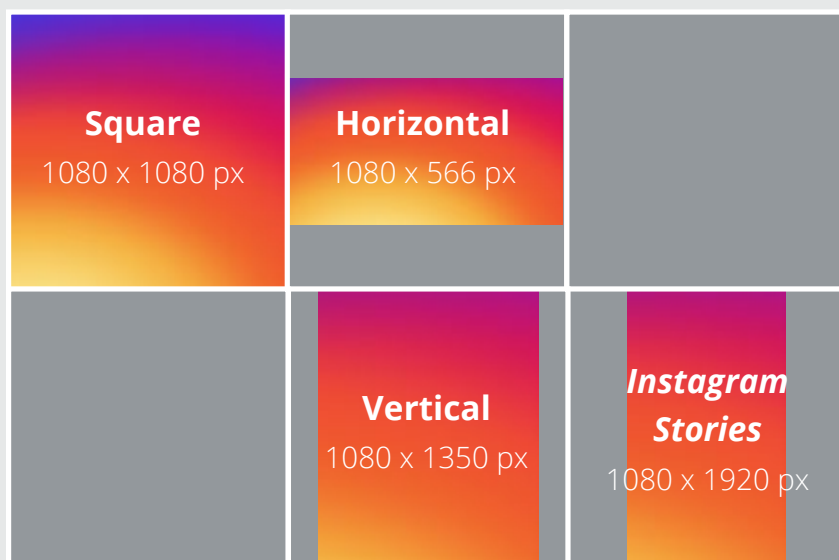 Square
1080 x 1080 px
Horizontal
1080 x 566 px
Vertical
1080 x 1350 px
Instagram
Stories
1080 x 1920 px